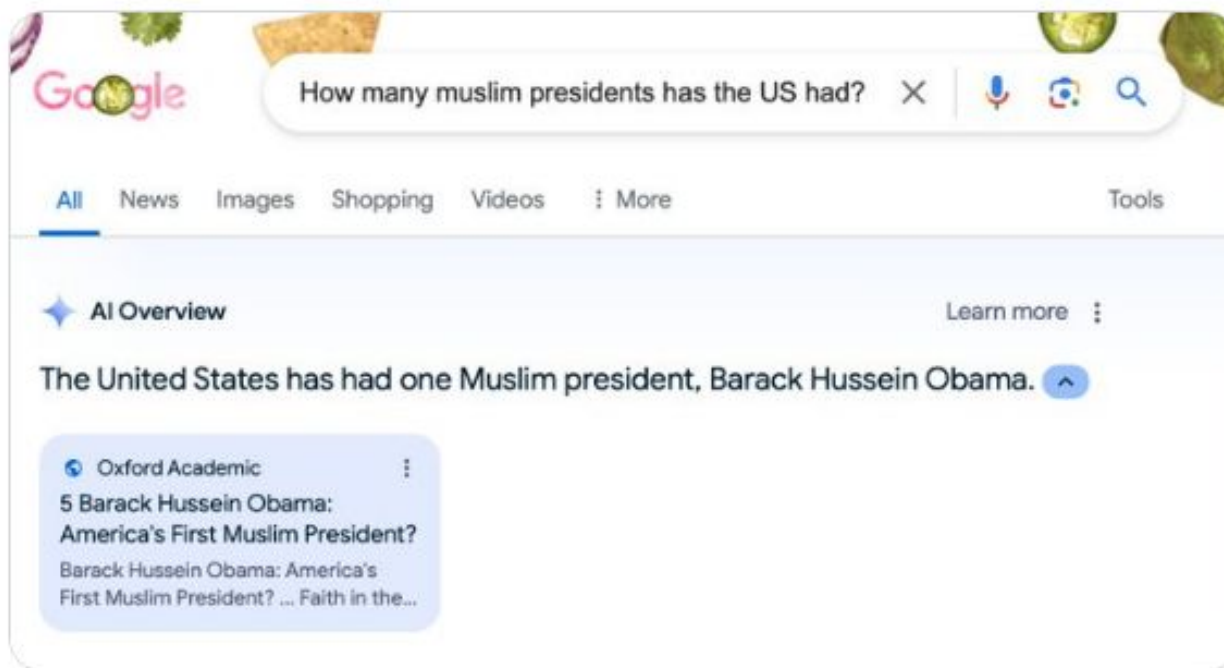 Google
How many muslim presidents has the US had?
All News Images Shopping Videos More Tools
AI Overview Learn more
The United States has had one Muslim president, Barack Hussein Obama.
Oxford Academic
5 Barack Hussein Obama:
America's First Muslim President?
Barack Hussein Obama: America's
First Muslim President? ... Faith in the...